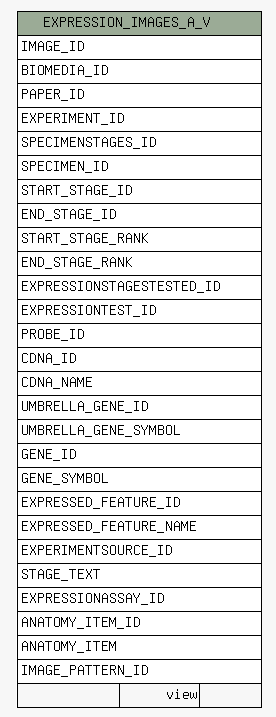 EXPRESSION_IMAGES_A_V
IMAGE_ID
BIOMEDIA_ID
PAPER_ID
EXPERIMENT_ID
SPECIMENSTAGES_ID
SPECIMEN_ID
START_STAGE_ID
END_STAGE_ID
START_STAGE_RANK
END_STAGE_RANK
EXPRESSIONSTAGESTESTED_ID
EXPRESSIONTEST_ID
PROBE_ID
CDNA_ID
CDNA_NAME
UMBRELLA_GENE_ID
UMBRELLA_GENE_SYMBOL
GENE_ID
GENE_SYMBOL
EXPRESSED_FEATURE_ID
EXPRESSED_FEATURE_NAME
EXPERIMENTSOURCE_ID
STAGE_TEXT
EXPRESSIONASSAY_ID
ANATOMY_ITEM_ID
ANATOMY_ITEM
IMAGE_PATTERN_ID
view